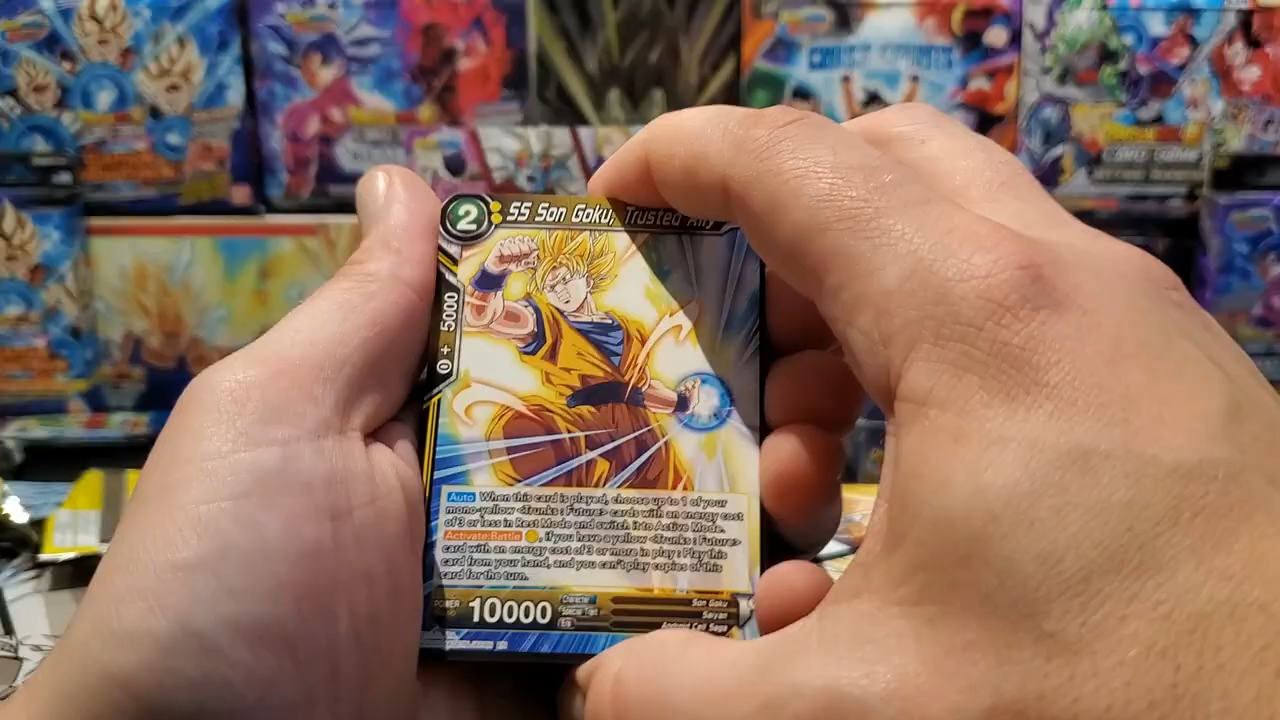 2
SS Son Goku, Trusted Ally
0 + 5000
Auto When this card is played, choose up to 1 of your
mono-yellow <Trunks : Future> cards with an energy cost
of 3 or less in Rest Mode and switch it to Active Mode.
Activate:Battle , if you have a yellow <Trunks : Future>
card with an energy cost of 3 or more in play : Play this
card from your hand, and you can't play copies of this
card for the turn.
POWER 10000
Character Son Goku
Special Trait Saiyan
Era Android Cell Saga